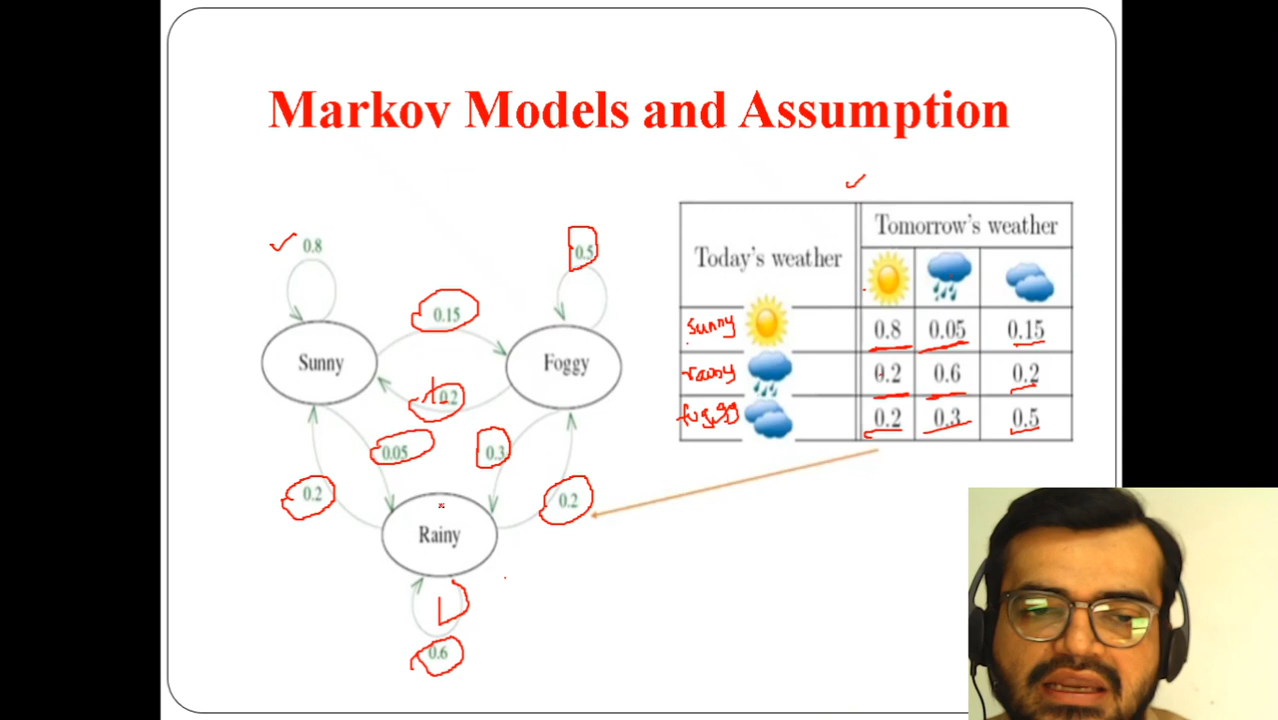 Markov Models and Assumption
0.8
0.5
0.15
Sunny
Foggy
0.2
0.05
0.3
0.2
0.2
Rainy
0.6
Today's weather
Tomorrow's weather
sunny 0.8 0.05 0.15
rainy 0.2 0.6 0.2
0.2 0.3 0.5